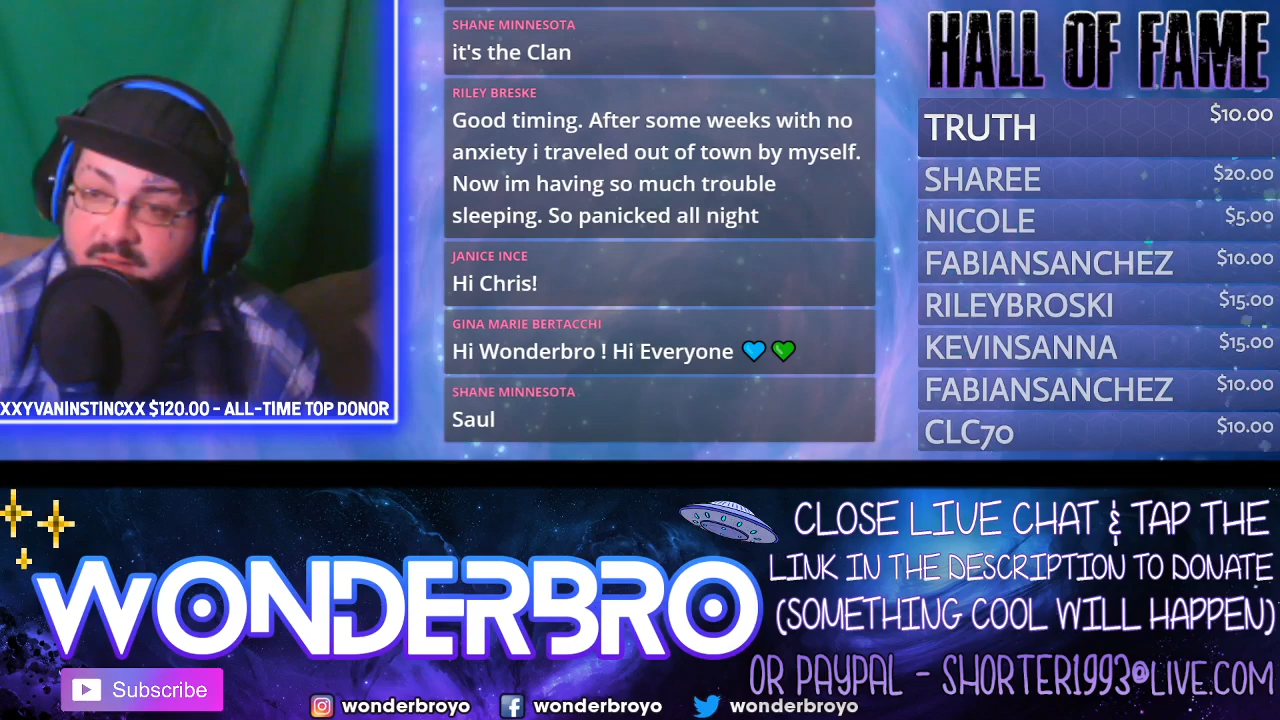 SHANE MINNESOTA
it's the Clan
RILEY BRESKE
Good timing. After some weeks with no
anxiety i traveled out of town by myself.
Now im having so much trouble
sleeping. So panicked all night
JANICE INCE
Hi Chris!
GINA MARIE BERTACCHI
Hi Wonderbro ! Hi Everyone 💙💚
SHANE MINNESOTA
Saul
XXYVANINSTINCXX $120.00 - ALL-TIME TOP DONOR
HALL OF FAME
TRUTH $10.00
SHAREE $20.00
NICOLE $5.00
FABIANSANCHEZ $10.00
RILEYBROSKI $15.00
KEVINSANNA $15.00
FABIANSANCHEZ $10.00
CLC70 $10.00
WONDERBRO
Subscribe
wonderbroyo
wonderbroyo
wonderbroyo
CLOSE LIVE CHAT & TAP THE
LINK IN THE DESCRIPTION TO DONATE
(SOMETHING COOL WILL HAPPEN)
OR PAYPAL - SHORTER1993@LIVE.COM